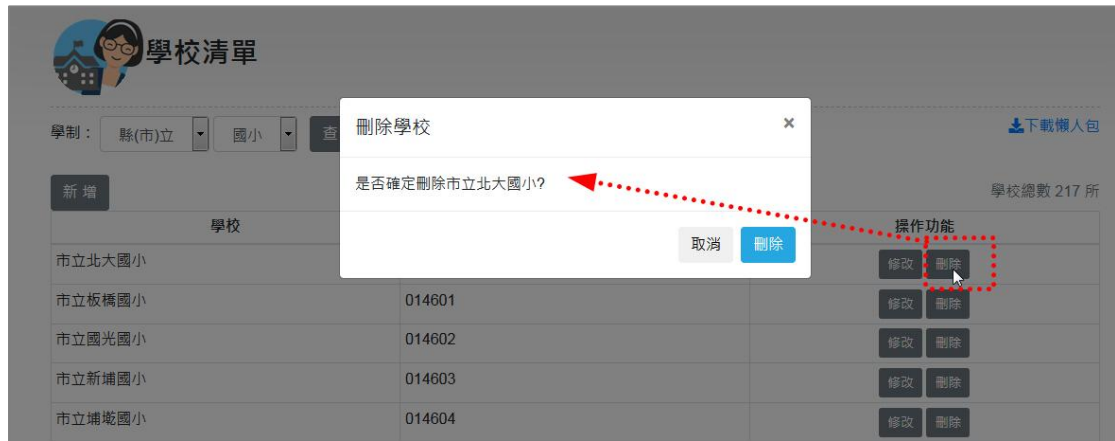 學校清單
學制： 縣(市)立 國小 查
下載懶人包
刪除學校 ×
是否確定刪除市立北大國小?
取消 刪除
新增
學校總數 217 所
學校 操作功能
市立北大國小 修改 刪除
市立板橋國小 014601 修改 刪除
市立國光國小 014602 修改 刪除
市立新埔國小 014603 修改 刪除
市立埔墘國小 014604 修改 刪除